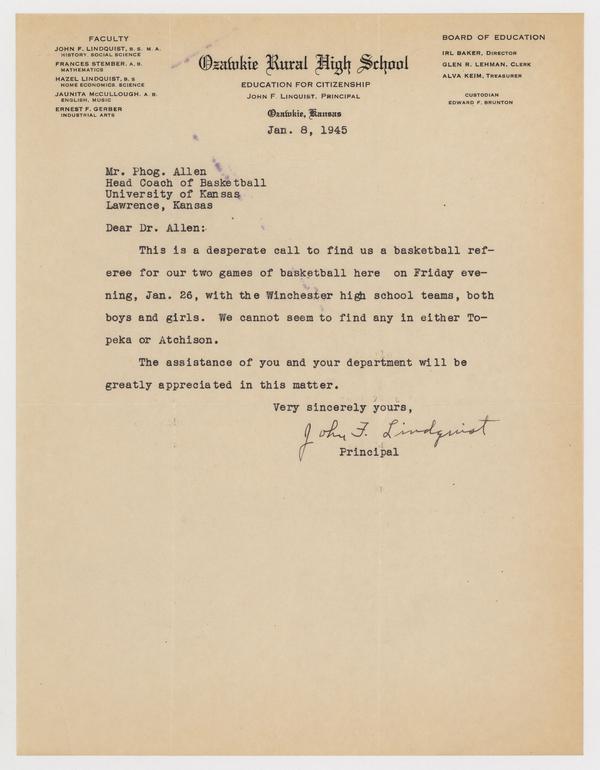 FACULTY
JOHN F. LINDQUIST, B. S. M. A.
HISTORY. SOCIAL SCIENCE
FRANCES STEMBER, A. B.
MATHEMATICS
HAZEL LINDQUIST, B. S
HOME ECONOMICS. SCIENCE
JAUNITA McCULLOUGH. A. B.
ENGLISH, MUSIC
ERNEST F. GERBER
INDUSTRIAL ARTS
Ozawkie Rural High School
EDUCATION FOR CITIZENSHIP
JOHN F. LINQUIST. PRINCIPAL
Ozawkie, Kansas
BOARD OF EDUCATION
IRL BAKER, DIRECTOR
GLEN R. LEHMAN. CLERK
ALVA KEIM, TREASURER
CUSTODIAN
EDWARD F. BRUNTON
Jan. 8, 1945
Mr. Phog. Allen
Head Coach of Basketball
University of Kansas
Lawrence, Kansas
Dear Dr. Allen:
This is a desperate call to find us a basketball ref-
eree for our two games of basketball here on Friday eve-
ning, Jan. 26, with the Winchester high school teams, both
boys and girls. We cannot seem to find any in either To-
peka or Atchison.
The assistance of you and your department will be
greatly appreciated in this matter.
Very sincerely yours,
John F. Lindquist
Principal